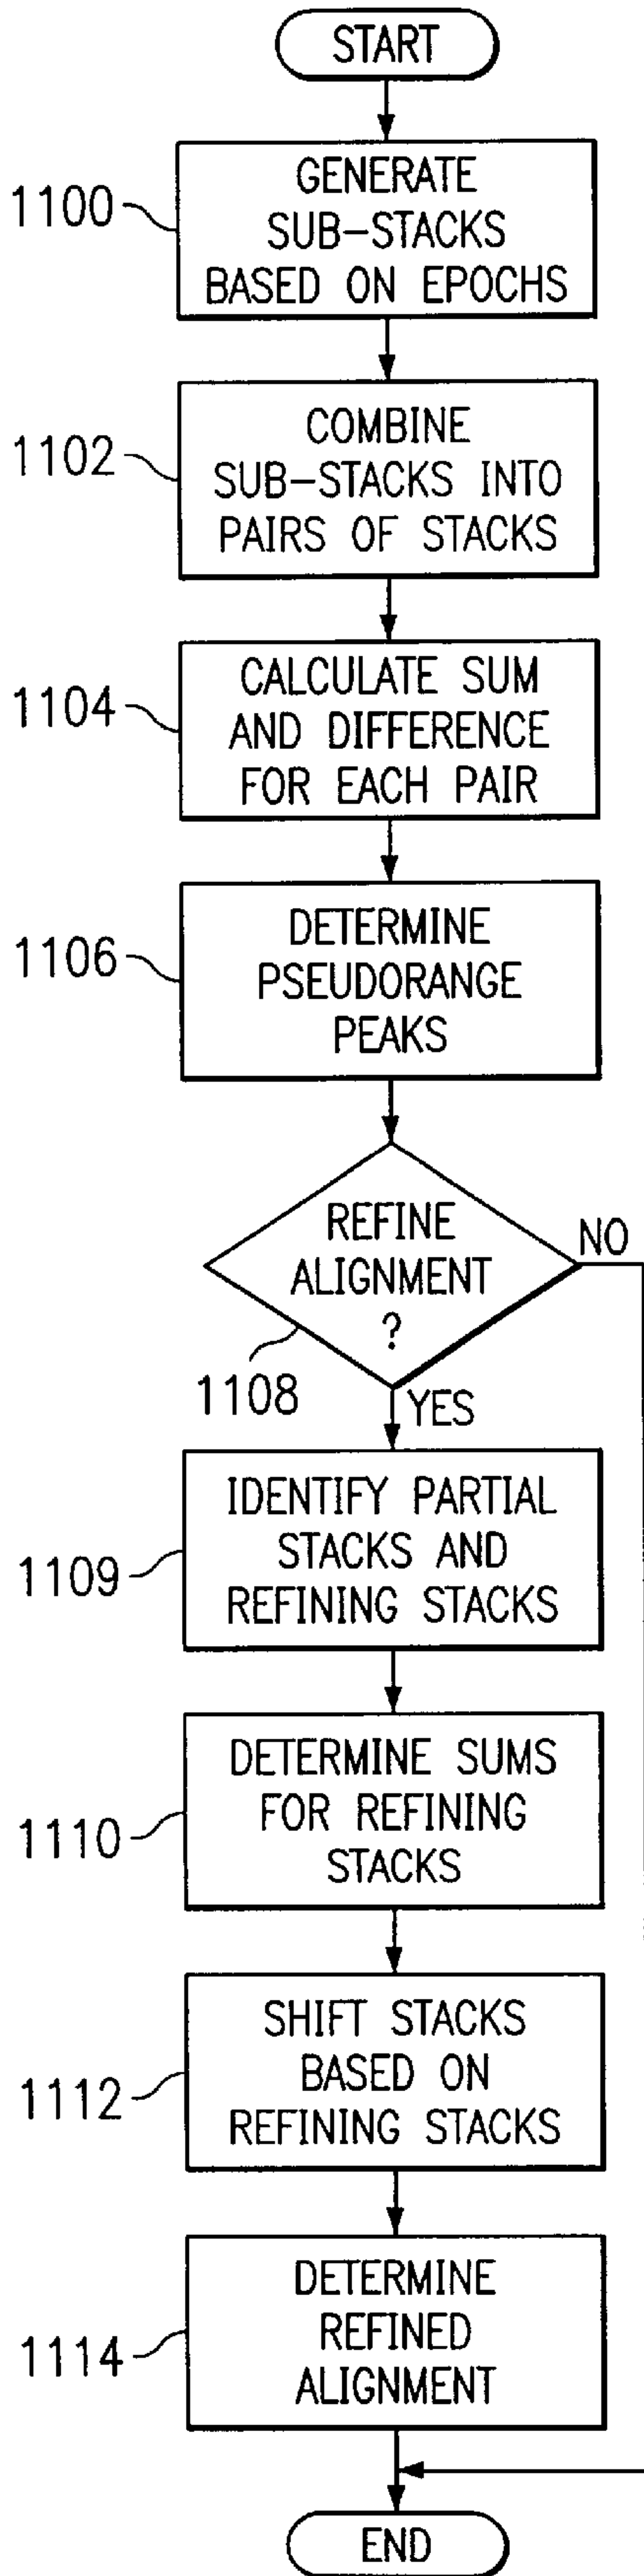 START
1100
GENERATE
SUB-STACKS
BASED ON EPOCHS
1102
COMBINE
SUB-STACKS INTO
PAIRS OF STACKS
1104
CALCULATE SUM
AND DIFFERENCE
FOR EACH PAIR
1106
DETERMINE
PSEUDORANGE
PEAKS
REFINE
ALIGNMENT
?
NO
1108
YES
1109
IDENTIFY PARTIAL
STACKS AND
REFINING STACKS
1110
DETERMINE SUMS
FOR REFINING
STACKS
1112
SHIFT STACKS
BASED ON
REFINING STACKS
1114
DETERMINE
REFINED
ALIGNMENT
END